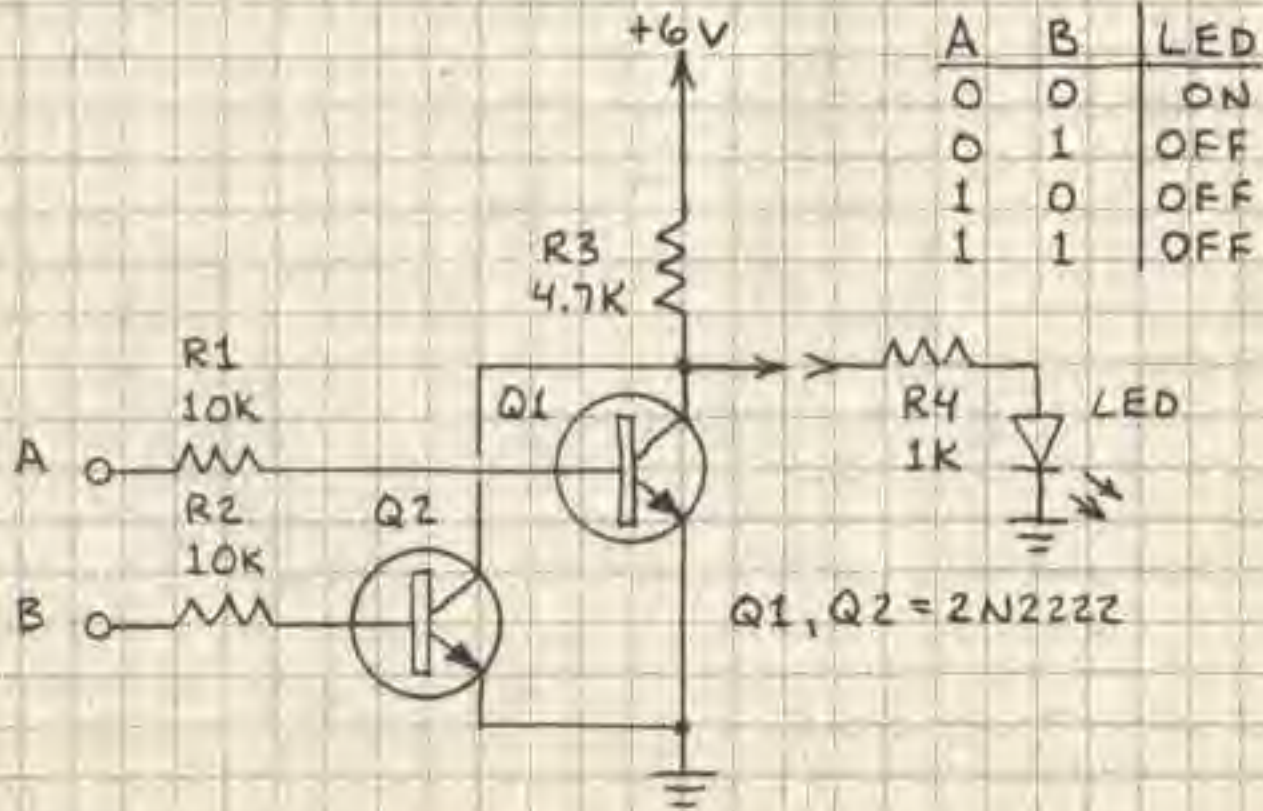 +6V
A B LED
0 0 ON
0 1 OFF
1 0 OFF
1 1 OFF
R3
4.7K
R1
10K
Q1
R4
1K
LED
A
R2
10K
Q2
B
Q1, Q2 = 2N2222